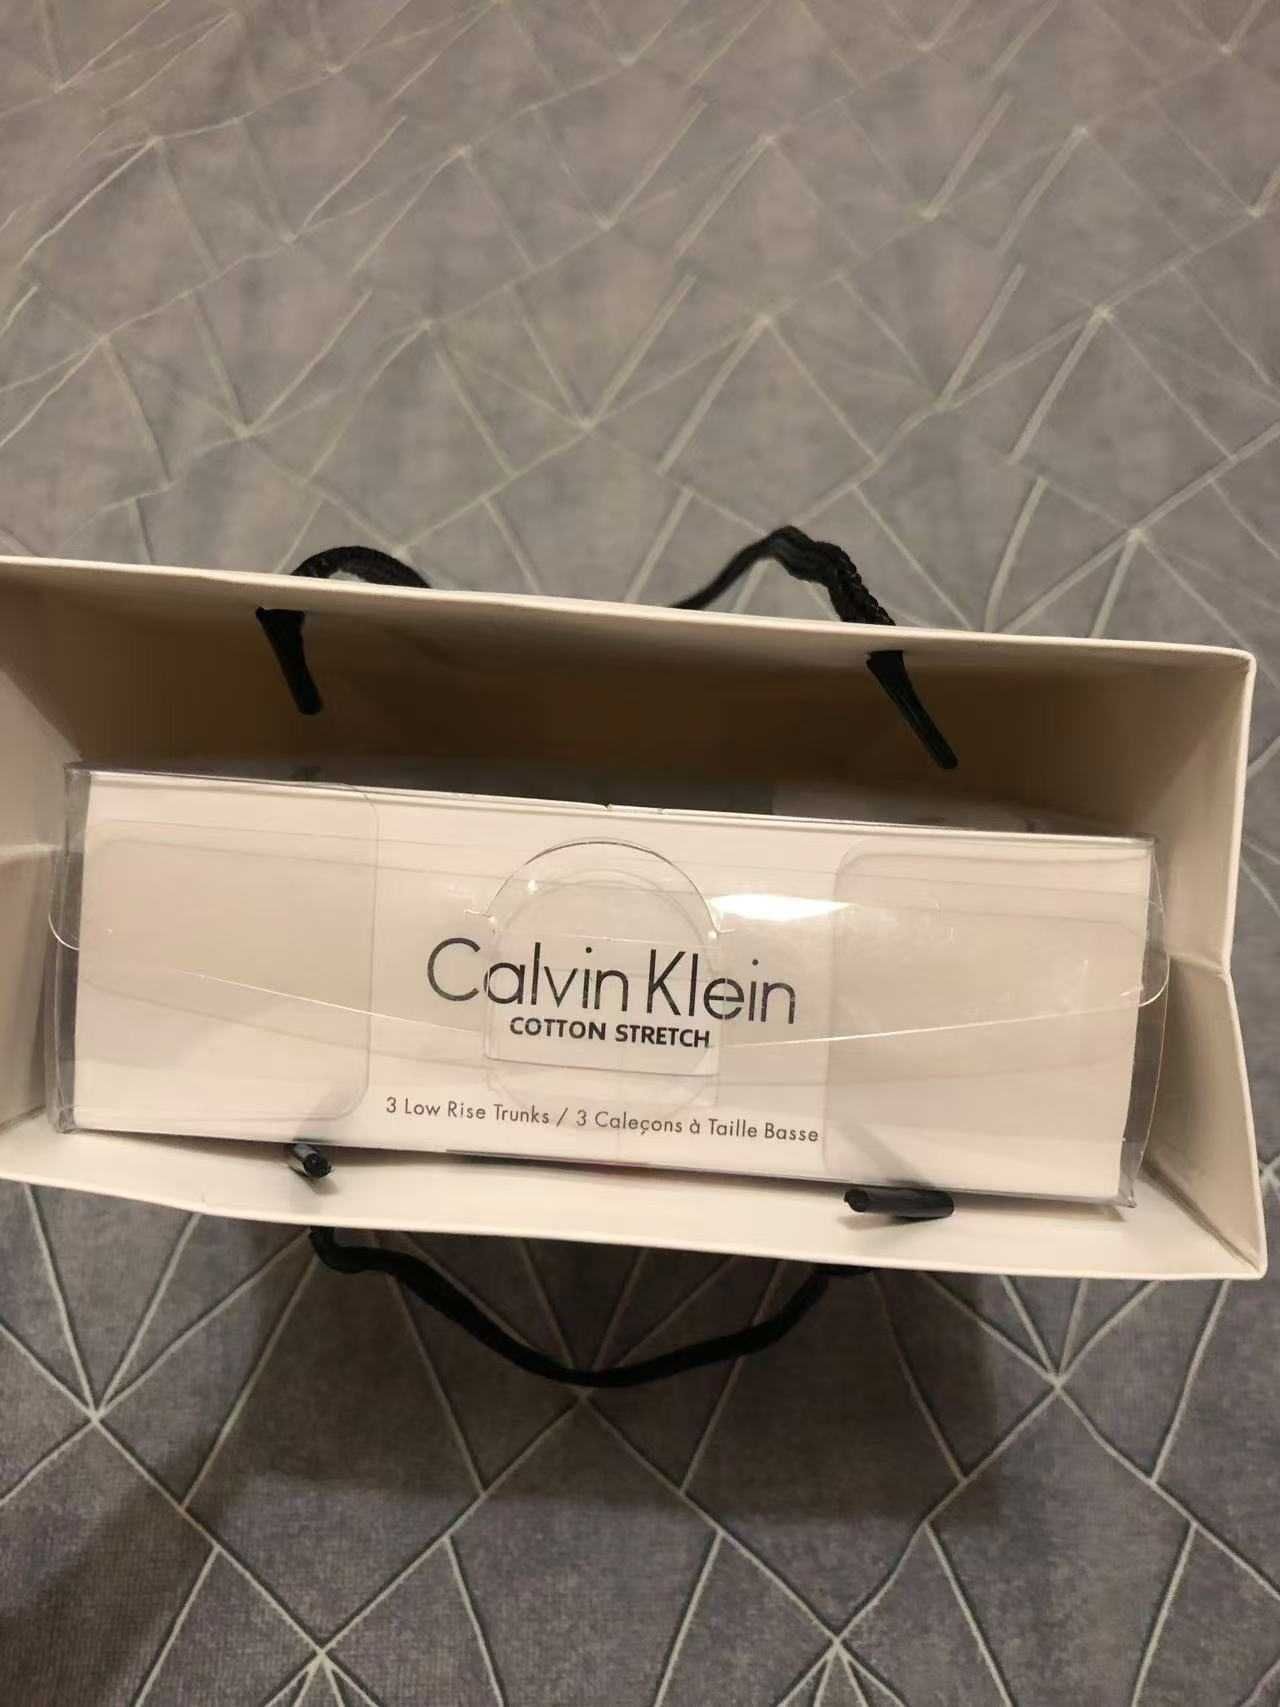 Calvin Klein
COTTON STRETCH
3 Low Rise Trunks / 3 Caleçons à Taille Basse